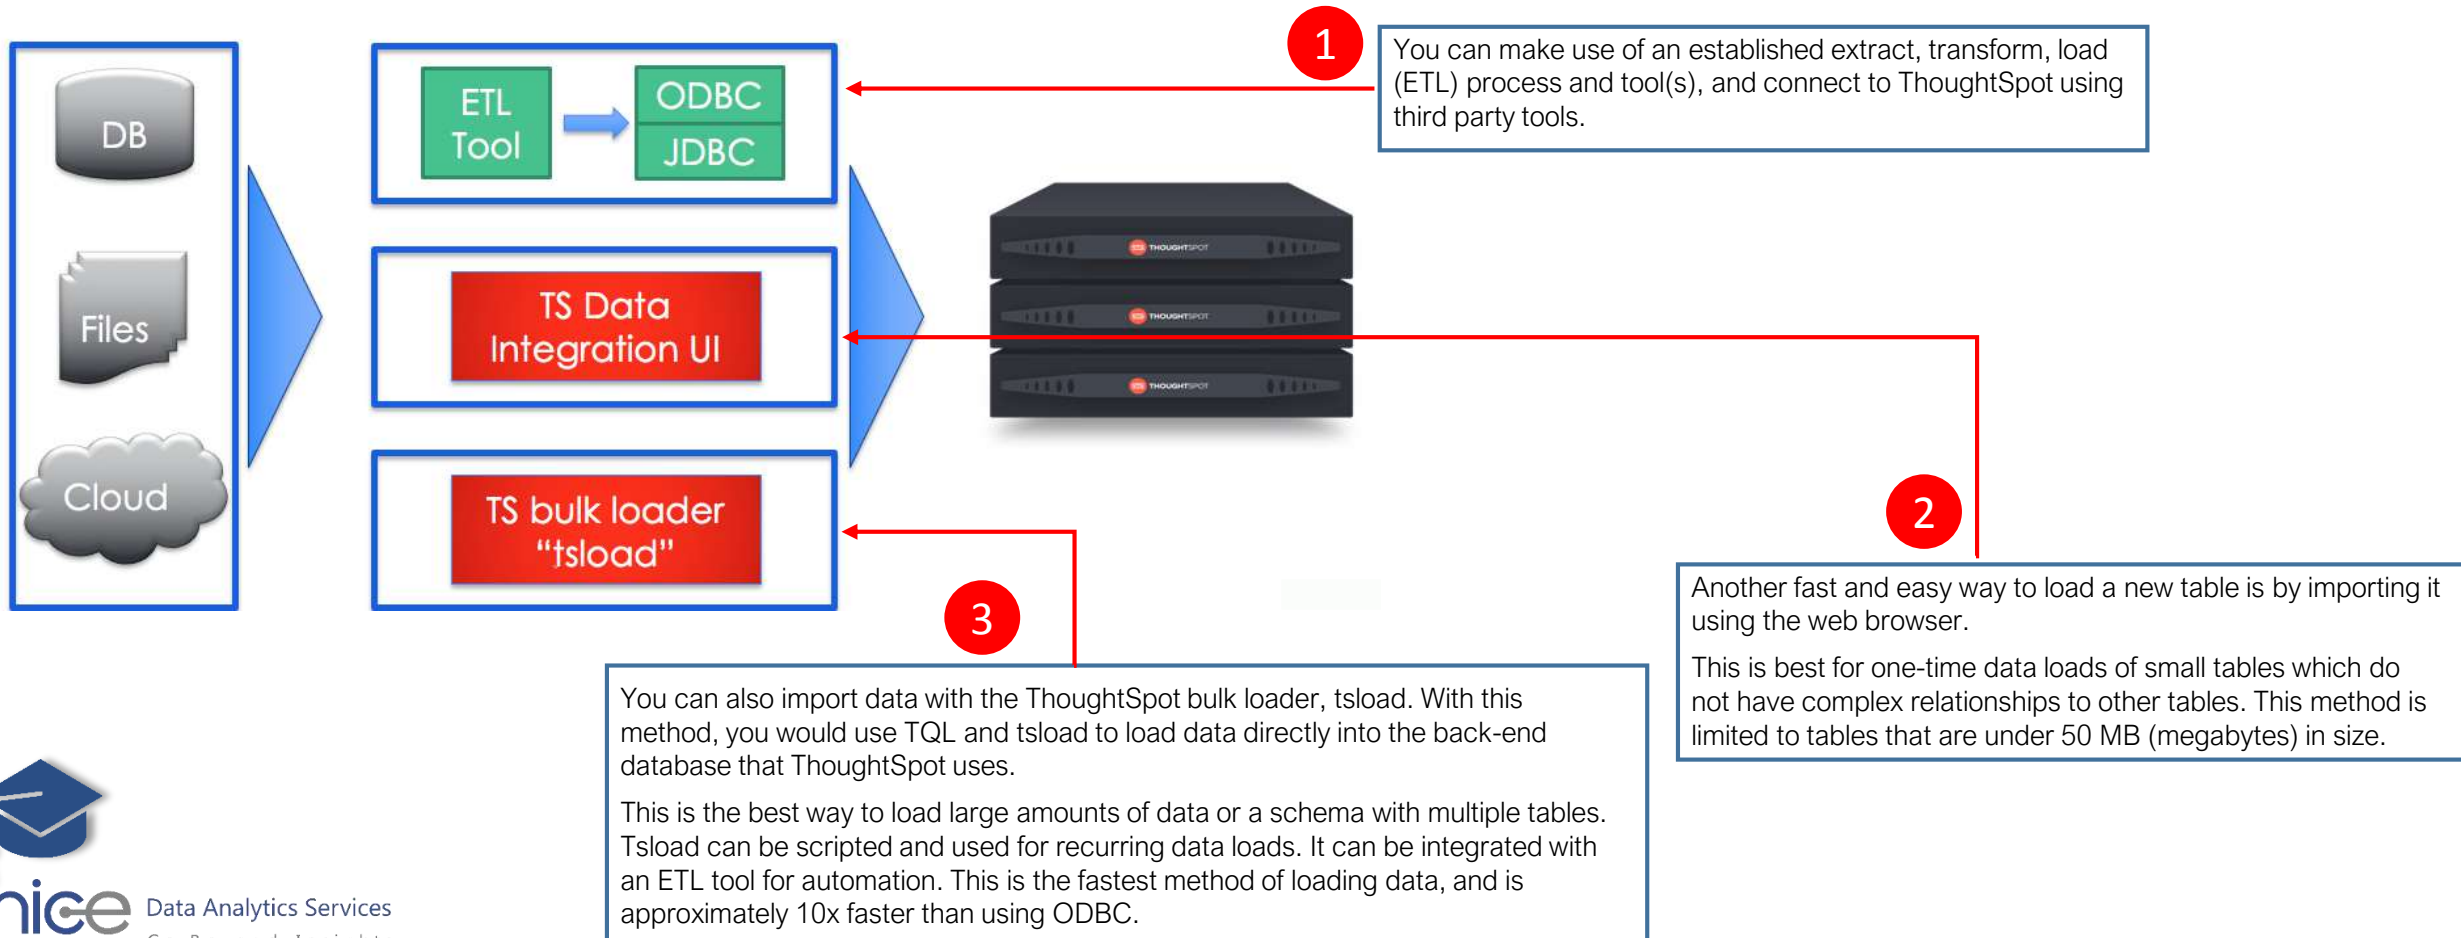 DB
Files
Cloud
ETL
Tool
ODBC
JDBC
TS Data
Integration UI
TS bulk loader
“tsload”
THOUGHTSPOT
THOUGHTSPOT
THOUGHTSPOT
1
You can make use of an established extract, transform, load
(ETL) process and tool(s), and connect to ThoughtSpot using
third party tools.
2
Another fast and easy way to load a new table is by importing it
using the web browser.
This is best for one-time data loads of small tables which do
not have complex relationships to other tables. This method is
limited to tables that are under 50 MB (megabytes) in size.
3
You can also import data with the ThoughtSpot bulk loader, tsload. With this
method, you would use TQL and tsload to load data directly into the back-end
database that ThoughtSpot uses.
This is the best way to load large amounts of data or a schema with multiple tables.
Tsload can be scripted and used for recurring data loads. It can be integrated with
an ETL tool for automation. This is the fastest method of loading data, and is
approximately 10x faster than using ODBC.
nice
Data Analytics Services